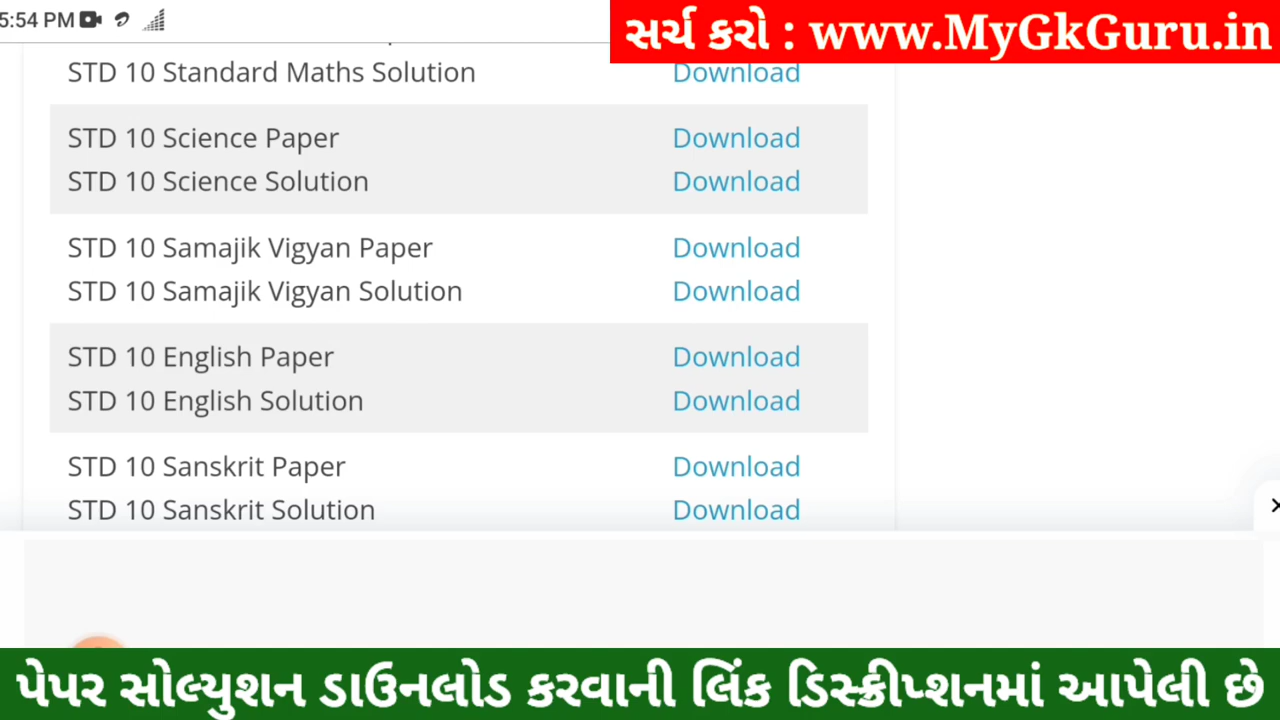 5:54 PM
સર્ચ કરો : www.MyGkGuru.in
STD 10 Standard Maths Solution Download
STD 10 Science Paper Download
STD 10 Science Solution Download
STD 10 Samajik Vigyan Paper Download
STD 10 Samajik Vigyan Solution Download
STD 10 English Paper Download
STD 10 English Solution Download
STD 10 Sanskrit Paper Download
STD 10 Sanskrit Solution Download
પેપર સોલ્યુશન ડાઉનલોડ કરવાની લિંક ડિસ્ક્રીપ્શનમાં આપેલી છે